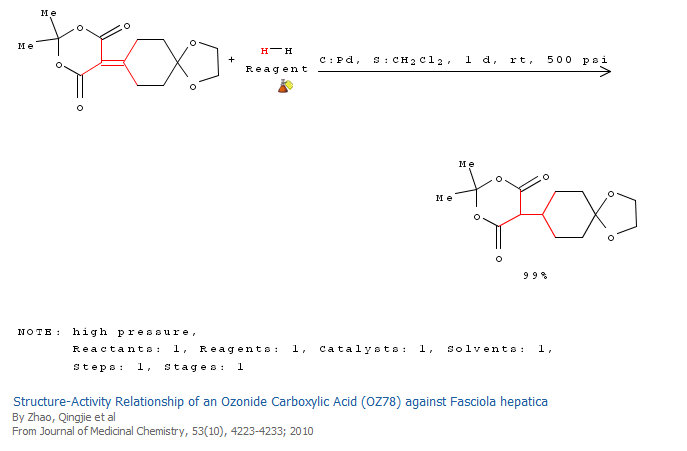 Me
Me
O
O
O
O
O
O
+
H—H
Reagent
C:Pd, S:CH2Cl2, 1 d, rt, 500 psi
Me
Me
O
O
O
O
O
O
99%
NOTE: high pressure,
Reactants: 1, Reagents: 1, Catalysts: 1, Solvents: 1,
Steps: 1, Stages: 1
Structure-Activity Relationship of an Ozonide Carboxylic Acid (OZ78) against Fasciola hepatica
By Zhao, Qingjie et al
From Journal of Medicinal Chemistry, 53(10), 4223-4233; 2010